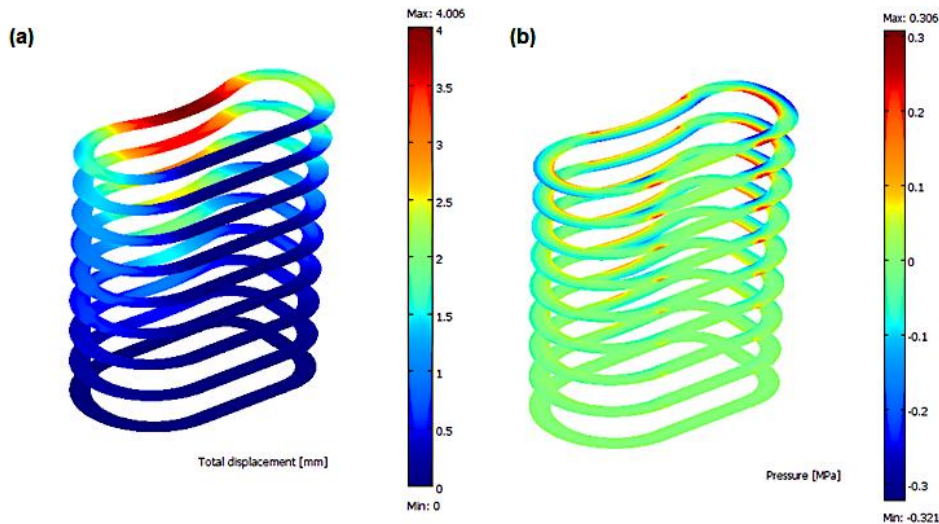 (a)
Max: 4.006
4
3.5
3
2.5
2
1.5
1
0.5
0
Min: 0
Total displacement [mm]
(b)
Max: 0.306
0.3
0.2
0.1
0
-0.1
-0.2
-0.3
Min: -0.321
Pressure [MPa]